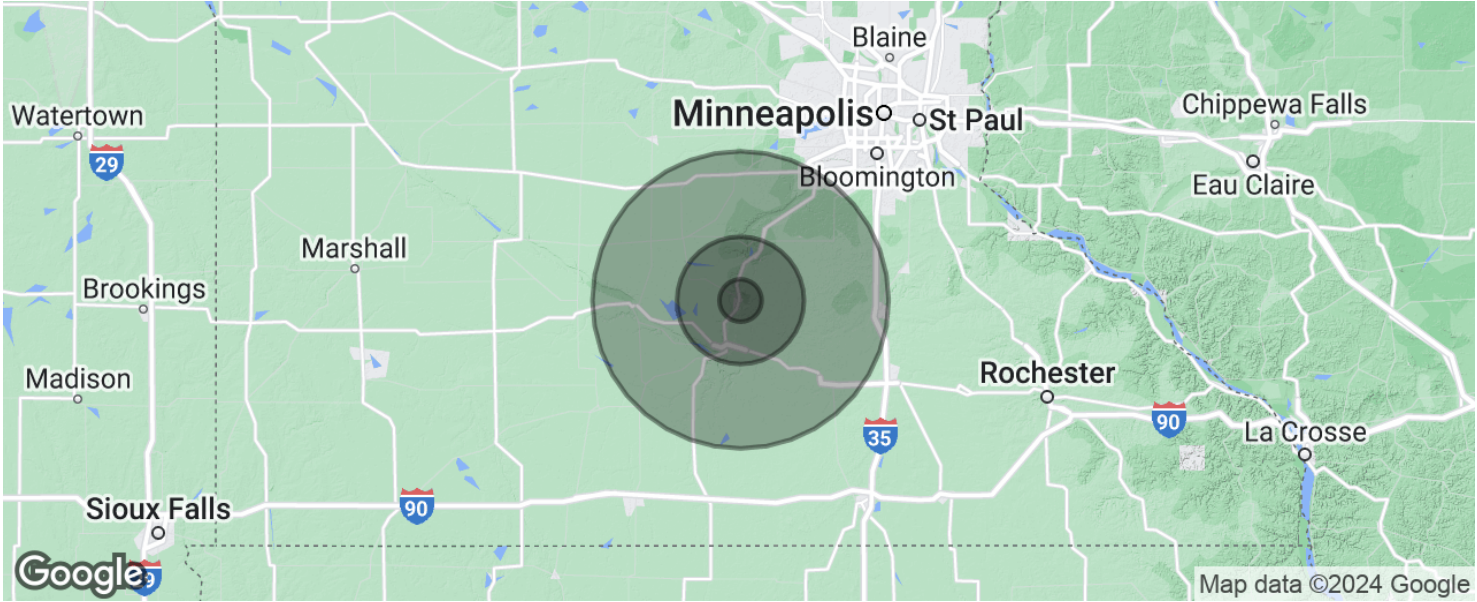 Blaine
Watertown
Minneapolis
St Paul
Chippewa Falls
29
Bloomington
Eau Claire
Marshall
Brookings
Madison
Rochester
90
35
La Crosse
Sioux Falls
90
Google
Map data ©2024 Google